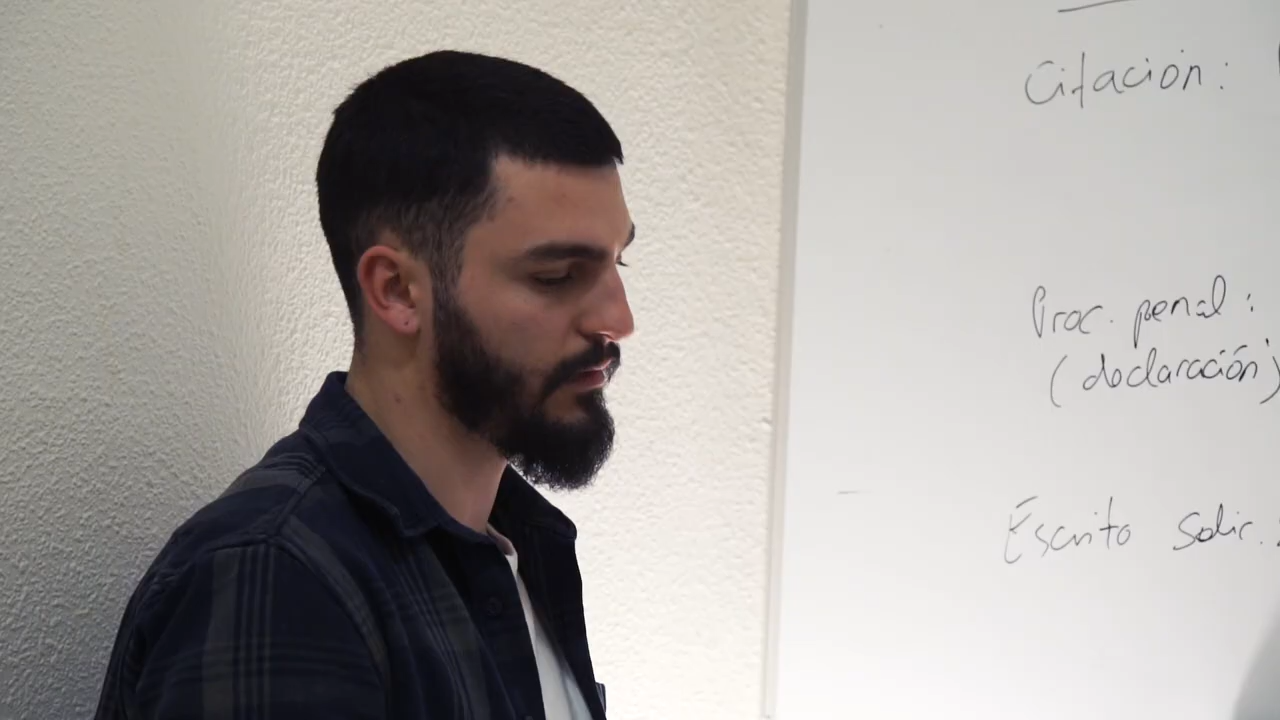 Citación:
Proc. penal:
(declaración)
Escrito solic.